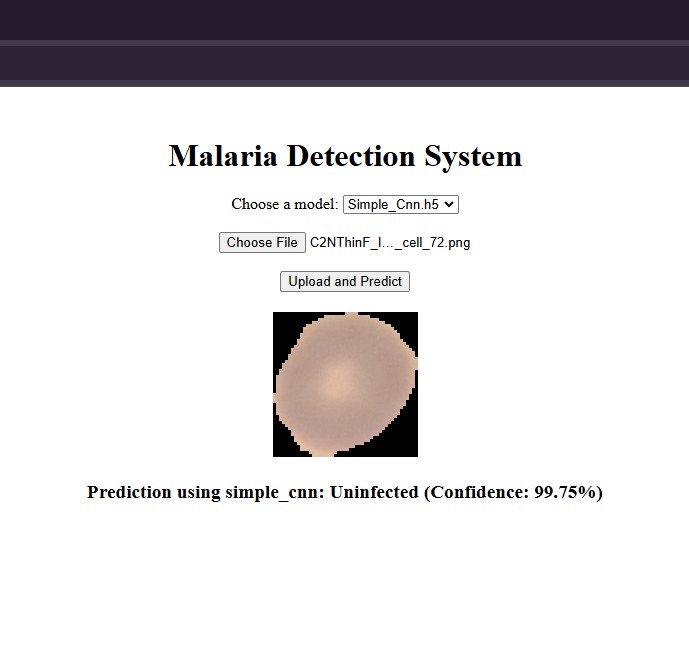 Malaria Detection System
Choose a model: Simple_Cnn.h5
Choose File C2NThinF_I…_cell_72.png
Upload and Predict
Prediction using simple_cnn: Uninfected (Confidence: 99.75%)